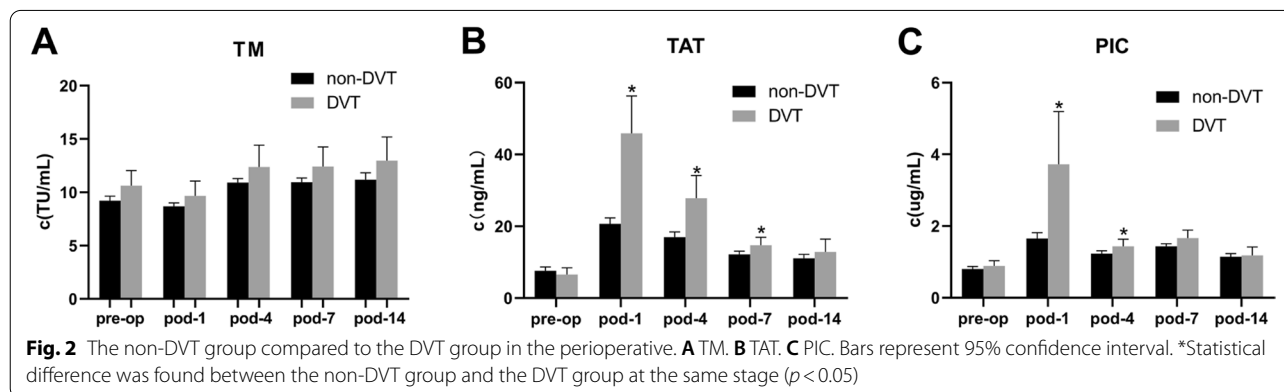 A
TM
non-DVT
DVT
c(TU/mL)
20
15
10
5
0
pre-op pod-1 pod-4 pod-7 pod-14
B
TAT
non-DVT
DVT
c (ng/mL)
60
40
20
0
*
*
*
pre-op pod-1 pod-4 pod-7 pod-14
C
PIC
non-DVT
DVT
c(ug/mL)
6
4
2
0
*
*
pre-op pod-1 pod-4 pod-7 pod-14
Fig. 2 The non-DVT group compared to the DVT group in the perioperative. A TM. B TAT. C PIC. Bars represent 95% confidence interval. *Statistical
difference was found between the non-DVT group and the DVT group at the same stage (p < 0.05)